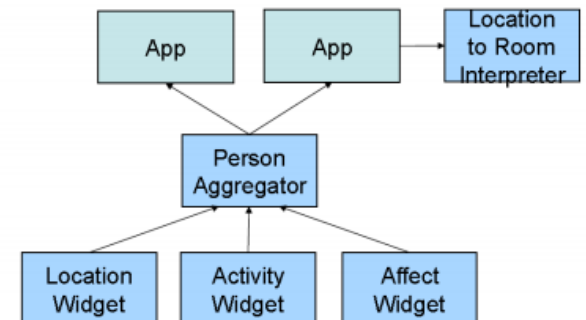 App
App
Location
to Room
Interpreter
Person
Aggregator
Location
Widget
Activity
Widget
Affect
Widget